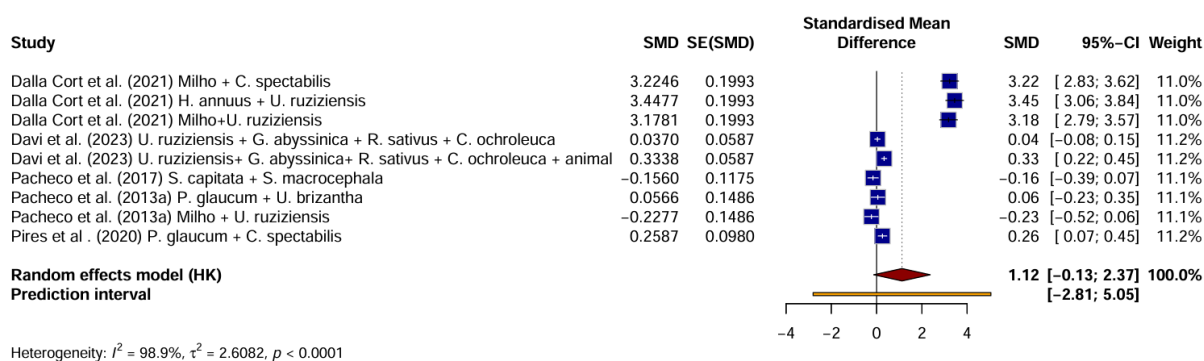 Standardised Mean
Study SMD SE(SMD) Difference SMD 95%−CI Weight
Dalla Cort et al. (2021) Milho + C. spectabilis 3.2246 0.1993 3.22 [ 2.83; 3.62] 11.0%
Dalla Cort et al. (2021) H. annuus + U. ruziziensis 3.4477 0.1993 3.45 [ 3.06; 3.84] 11.0%
Dalla Cort et al. (2021) Milho+U. ruziziensis 3.1781 0.1993 3.18 [ 2.79; 3.57] 11.0%
Davi et al. (2023) U. ruziziensis + G. abyssinica + R. sativus + C. ochroleuca 0.0370 0.0587 0.04 [−0.08; 0.15] 11.2%
Davi et al. (2023) U. ruziziensis+ G. abyssinica+ R. sativus + C. ochroleuca + animal 0.3338 0.0587 0.33 [ 0.22; 0.45] 11.2%
Pacheco et al. (2017) S. capitata + S. macrocephala −0.1560 0.1175 −0.16 [−0.39; 0.07] 11.1%
Pacheco et al. (2013a) P. glaucum + U. brizantha 0.0566 0.1486 0.06 [−0.23; 0.35] 11.1%
Pacheco et al. (2013a) Milho + U. ruziziensis −0.2277 0.1486 −0.23 [−0.52; 0.06] 11.1%
Pires et al . (2020) P. glaucum + C. spectabilis 0.2587 0.0980 0.26 [ 0.07; 0.45] 11.2%
Random effects model (HK) 1.12 [−0.13; 2.37] 100.0%
Prediction interval [−2.81; 5.05]
−4 −2 0 2 4
Heterogeneity: I² = 98.9%, τ² = 2.6082, p < 0.0001